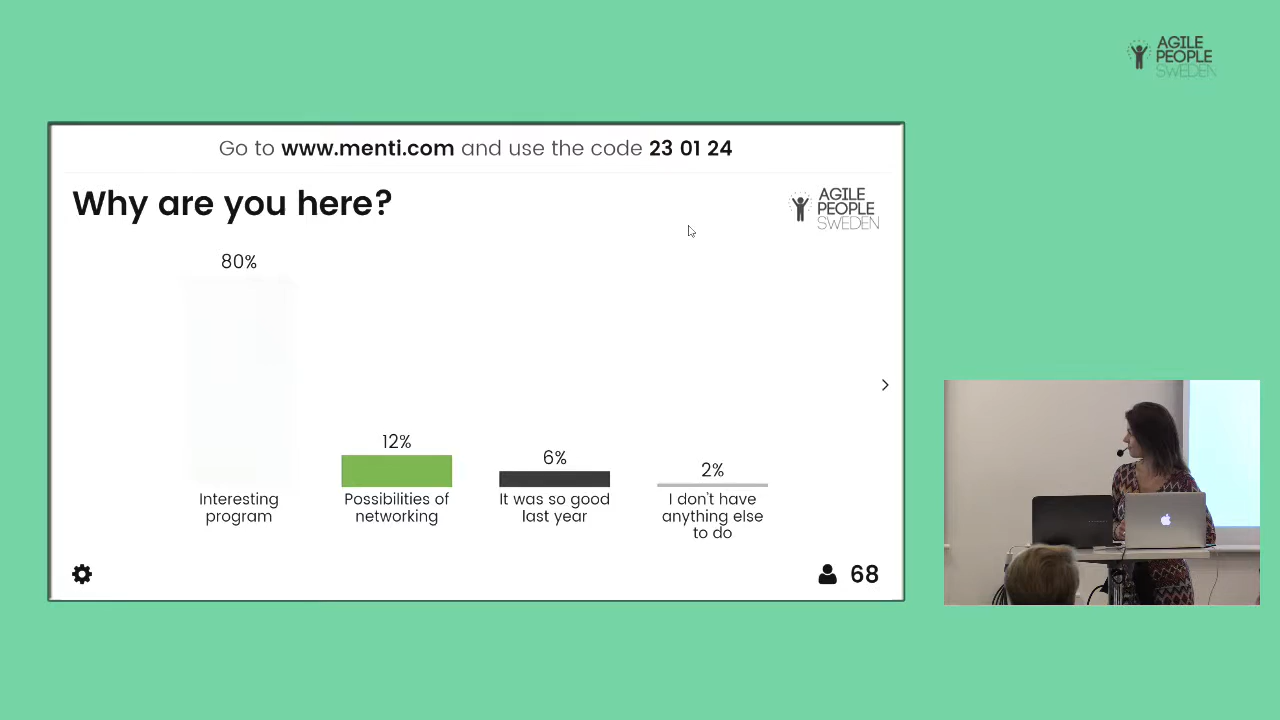 AGILE
PEOPLE
SWEDEN
Go to www.menti.com and use the code 23 01 24
Why are you here?
AGILE
PEOPLE
SWEDEN
80%
12%
6%
2%
Interesting
program
Possibilities of
networking
It was so good
last year
I don't have
anything else
to do
68